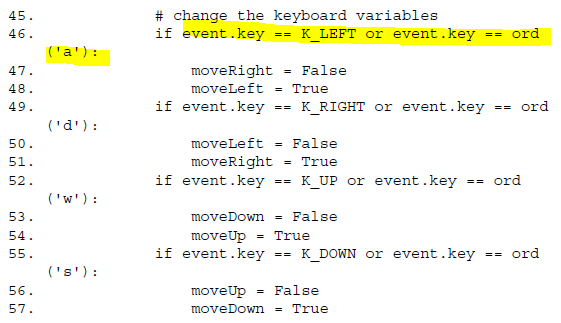 45.             # change the keyboard variables
46.             if event.key == K_LEFT or event.key == ord
    ('a'):
47.                 moveRight = False
48.                 moveLeft = True
49.             if event.key == K_RIGHT or event.key == ord
    ('d'):
50.                 moveLeft = False
51.                 moveRight = True
52.             if event.key == K_UP or event.key == ord
    ('w'):
53.                 moveDown = False
54.                 moveUp = True
55.             if event.key == K_DOWN or event.key == ord
    ('s'):
56.                 moveUp = False
57.                 moveDown = True